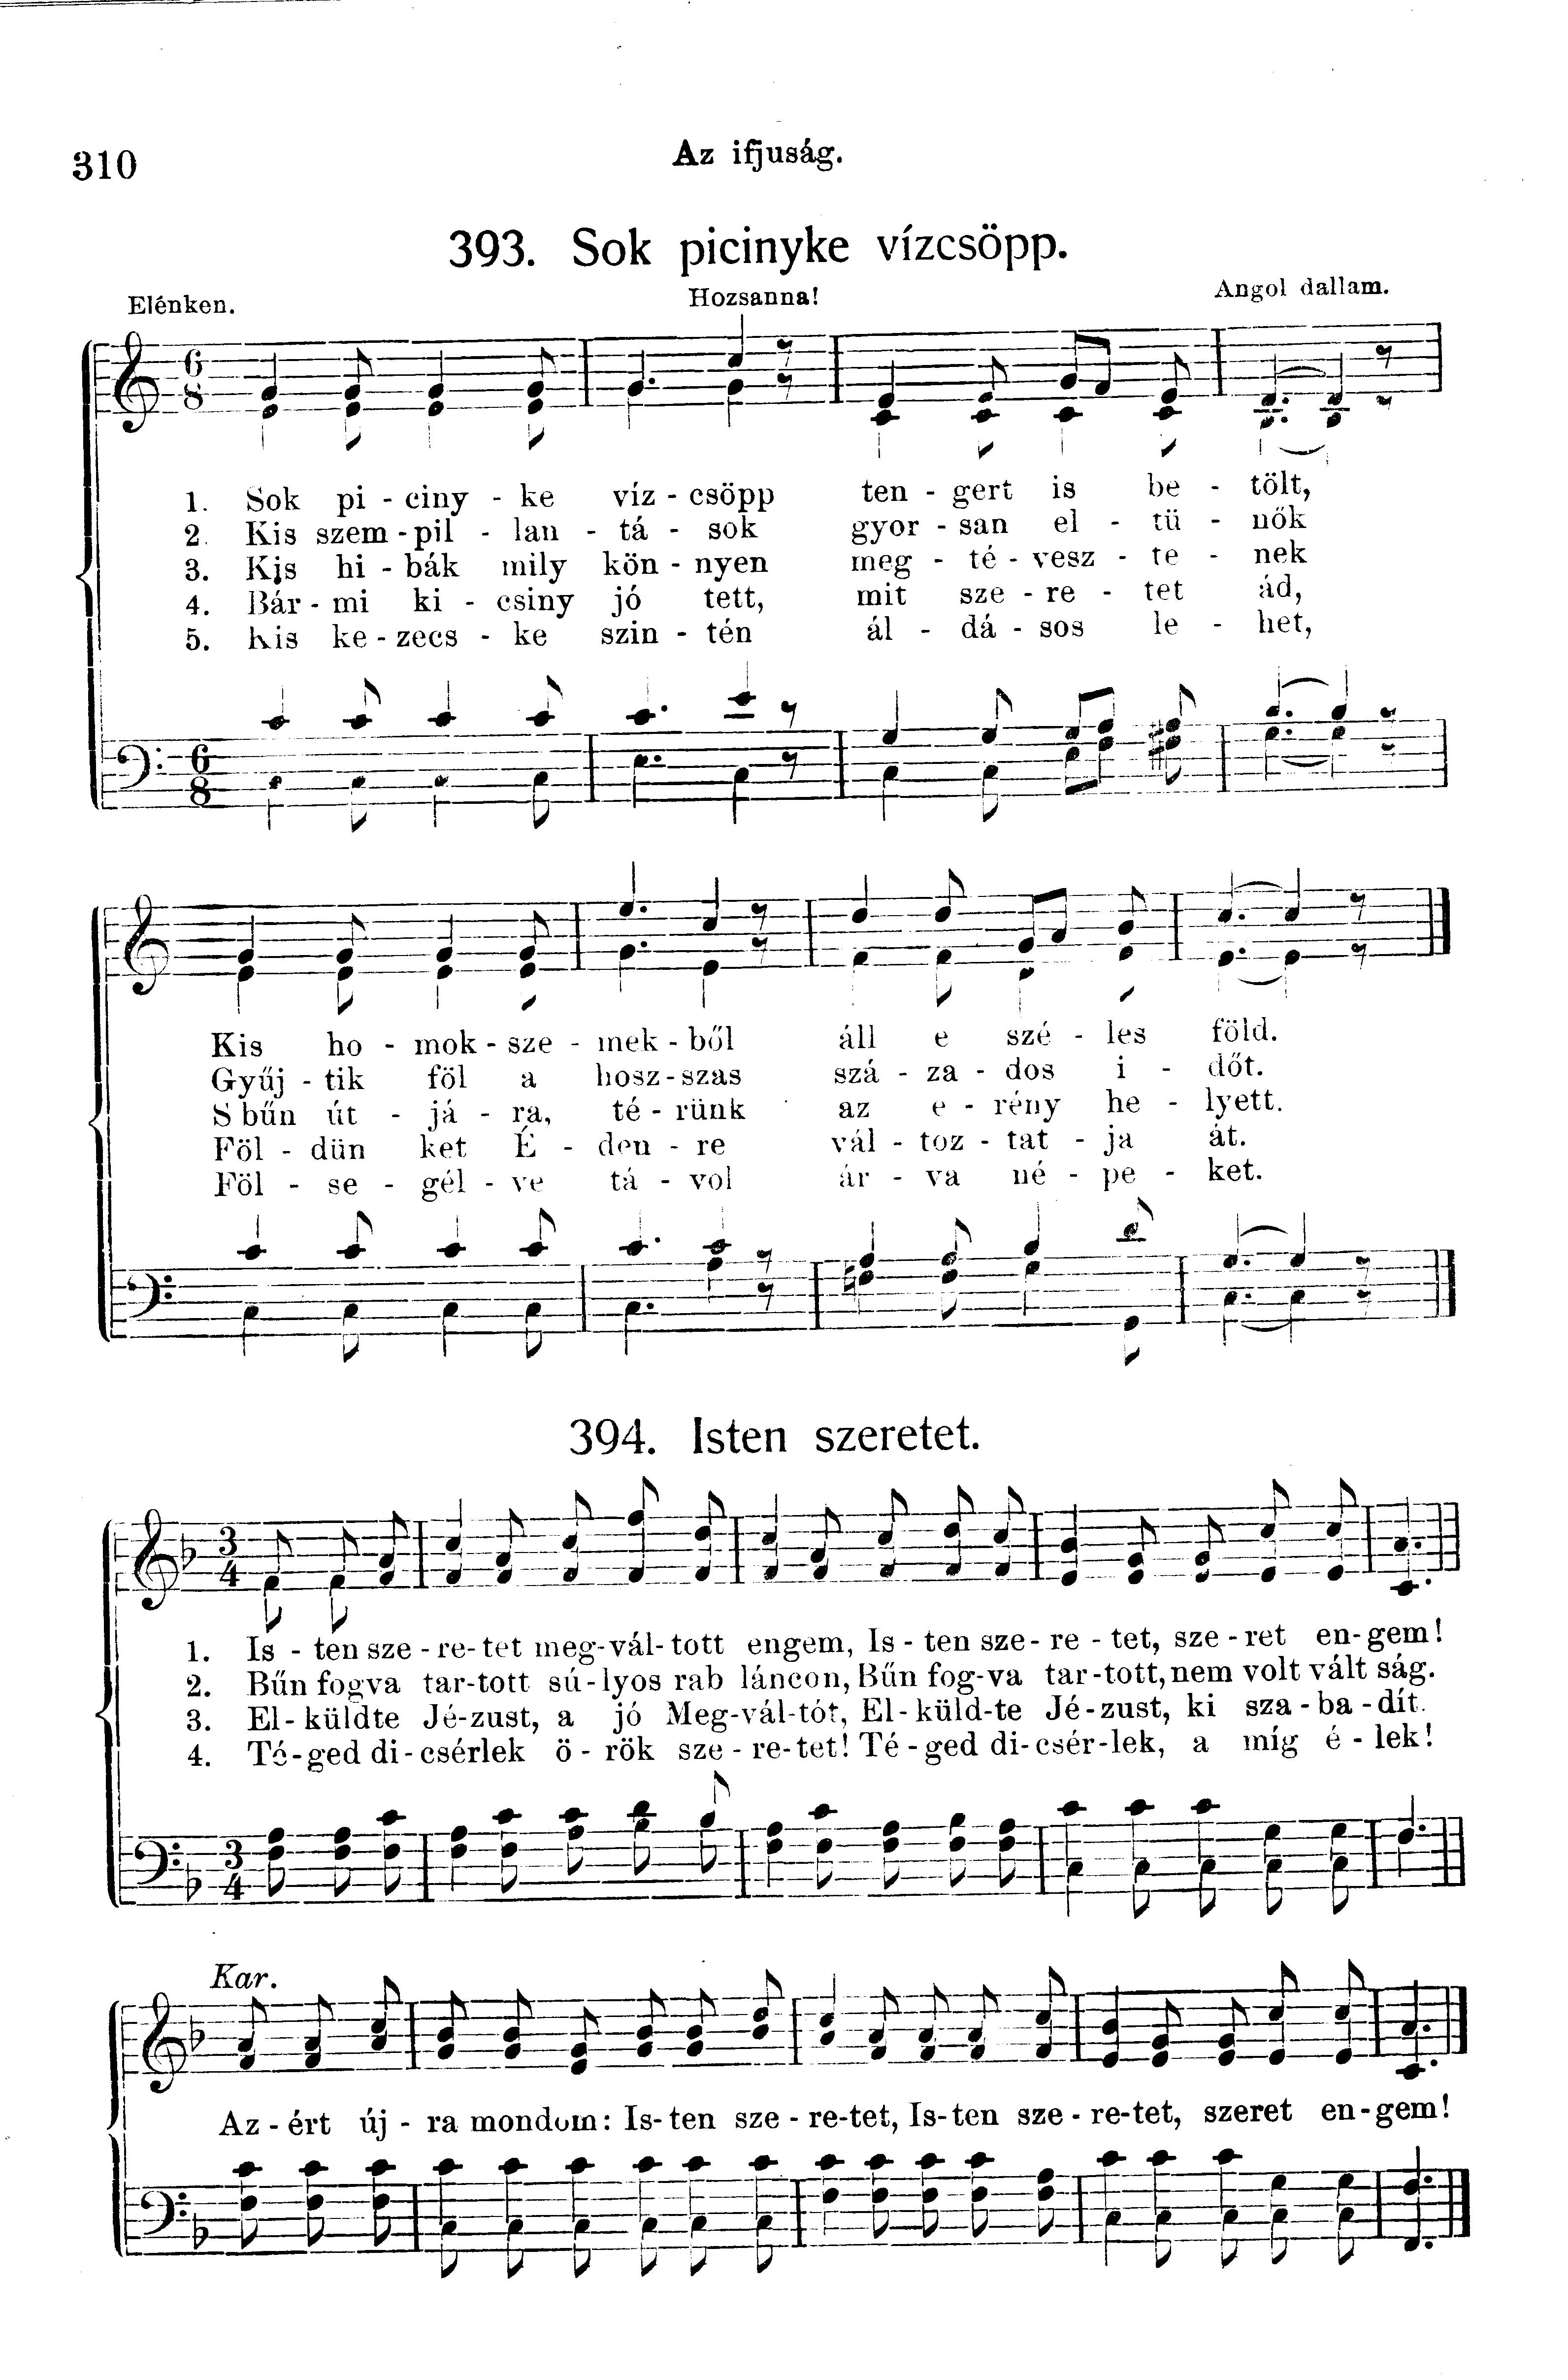 310
Az ifjuság.
393. Sok picinyke vízcsöpp.
Elénken.
Hozsanna!
Angol dallam.
1. Sok pi - ciny - ke víz - csöpp ten - gert is be - tölt,
2. Kis szem - pil - lan - tá - sok gyor - san el - tü - nők
3. Kis hi - bák mily kön - nyen meg - té - vesz - te - nek
4. Bár - mi ki - csiny jó tett, mit sze - re - tet ád,
5. Kis ke - zecs - ke szin - tén ál - dá - sos le - het,
Kis ho - mok - sze - mek - ből áll e szé - les föld.
Gyűj - tik föl a hosz - szas szá - za - dos i - dőt.
S bűn út - já - ra, té - rünk az e - rény he - lyett.
Föl - dün ket É - den - re vál - toz - tat - ja át.
Föl - se - gél - ve tá - vol ár - va né - pe - ket.
394. Isten szeretet.
1. Is - ten sze - re - tet meg - vál - tott engem, Is - ten sze - re - tet, sze - ret en - gem!
2. Bűn fogva tar - tott sú - lyos rab láncon, Bűn fog - va tar - tott, nem volt vált ság.
3. El - küldte Jé - zust, a jó Meg - vál - tót, El - küld - te Jé - zust, ki sza - ba - dít.
4. Té - ged di - csérlek ö - rök sze - re - tet! Té - ged di - csér - lek, a míg é - lek!
Kar.
Az - ért új - ra mondom: Is - ten sze - re - tet, Is - ten sze - re - tet, szeret en - gem!